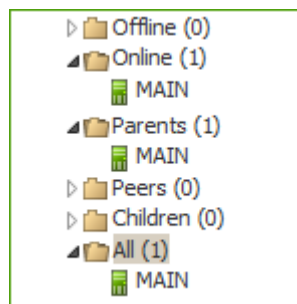 Offline (0)
Online (1)
MAIN
Parents (1)
MAIN
Peers (0)
Children (0)
All (1)
MAIN